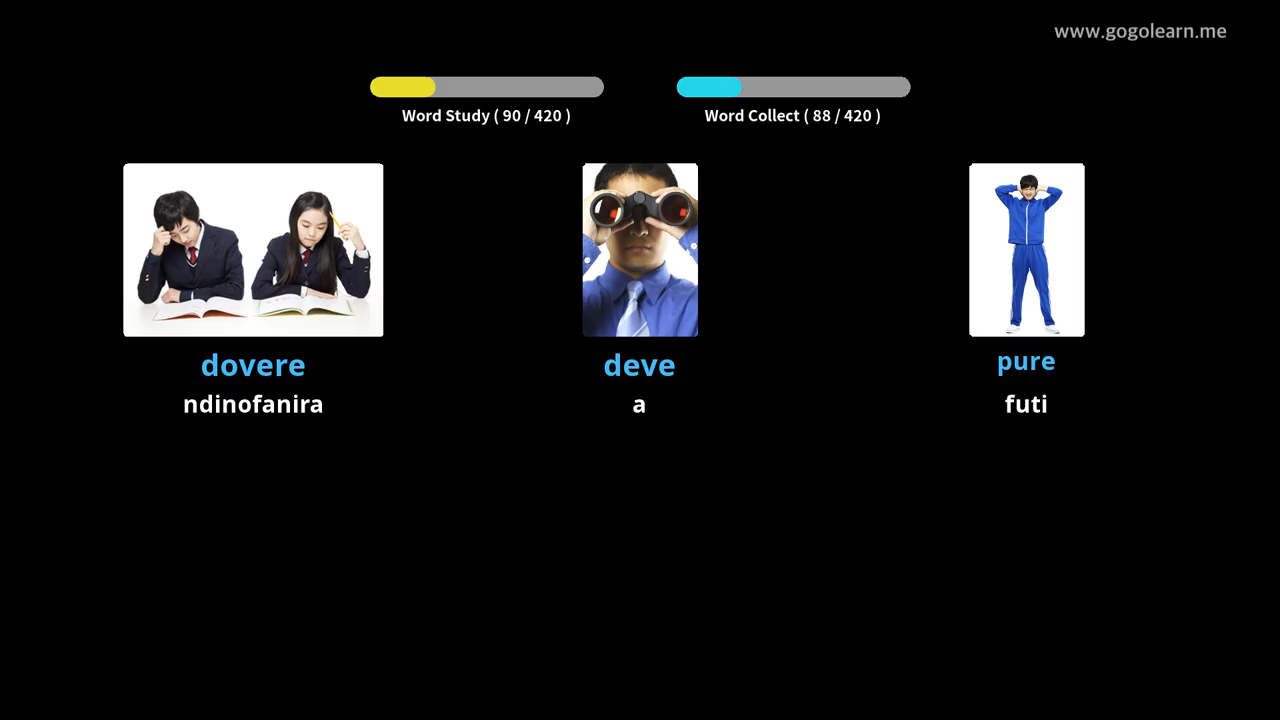 www.gogolearn.me
Word Study ( 90 / 420 )
Word Collect ( 88 / 420 )
dovere
deve
pure
ndinofanira
a
futi